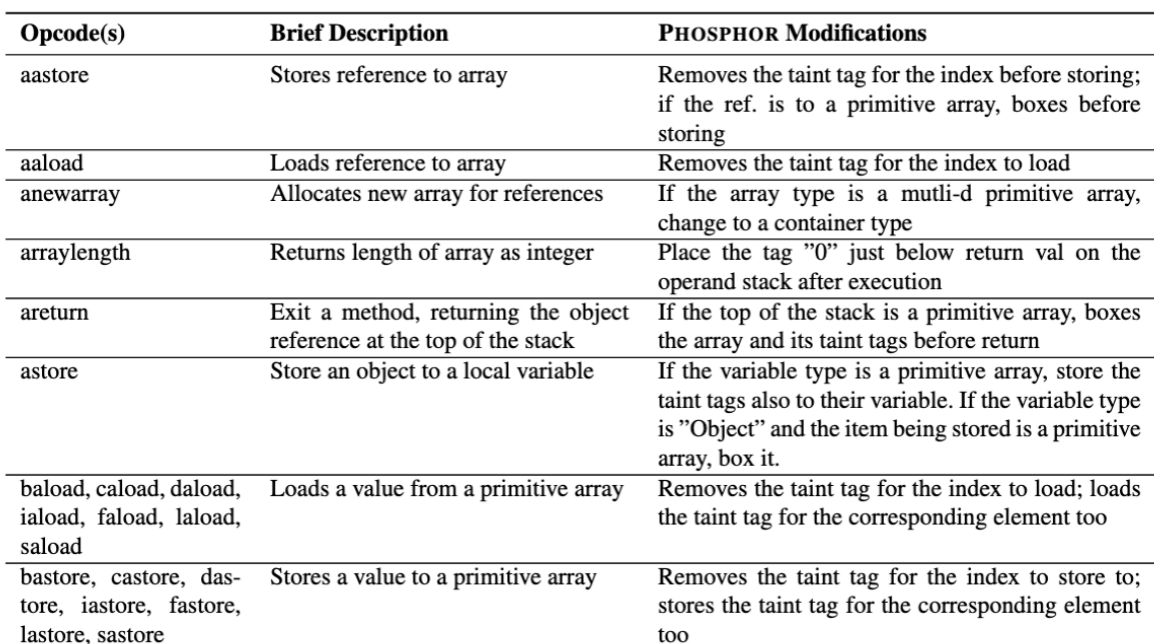 Opcode(s) Brief Description PHOSPHOR Modifications
aastore Stores reference to array Removes the taint tag for the index before storing;
if the ref. is to a primitive array, boxes before
storing
aaload Loads reference to array Removes the taint tag for the index to load
anewarray Allocates new array for references If the array type is a mutli-d primitive array,
change to a container type
arraylength Returns length of array as integer Place the tag ”0” just below return val on the
operand stack after execution
areturn Exit a method, returning the object If the top of the stack is a primitive array, boxes
reference at the top of the stack the array and its taint tags before return
astore Store an object to a local variable If the variable type is a primitive array, store the
taint tags also to their variable. If the variable type
is ”Object” and the item being stored is a primitive
array, box it.
baload, caload, daload, Loads a value from a primitive array Removes the taint tag for the index to load; loads
iaload, faload, laload, the taint tag for the corresponding element too
saload
bastore, castore, das- Stores a value to a primitive array Removes the taint tag for the index to store to;
tore, iastore, fastore, stores the taint tag for the corresponding element
lastore, sastore too